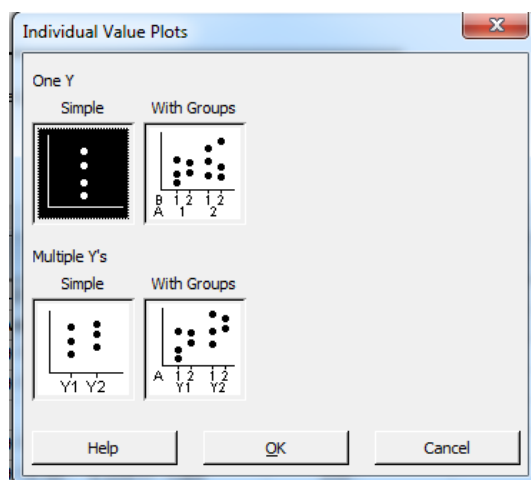 Individual Value Plots
One Y
Simple With Groups
B 1 2 1 2
A 1 2
Multiple Y's
Simple With Groups
Y1 Y2
A 1 2 1 2
Y1 Y2
Help OK Cancel